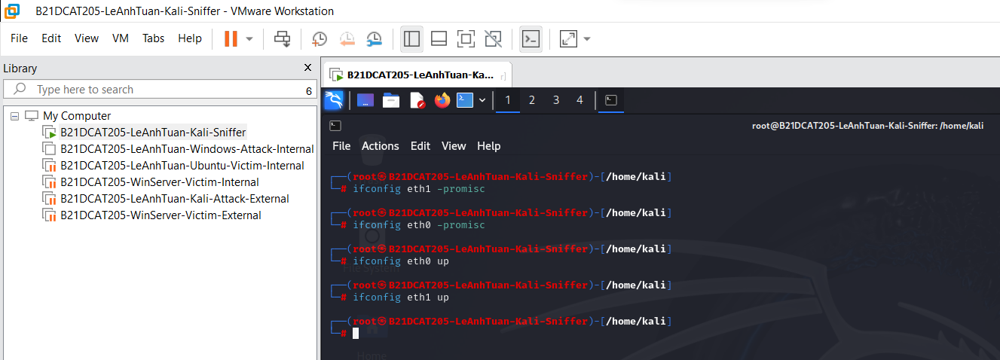 B21DCAT205-LeAnhTuan-Kali-Sniffer - VMware Workstation
File Edit View VM Tabs Help
Library
Type here to search 6
My Computer
B21DCAT205-LeAnhTuan-Kali-Sniffer
B21DCAT205-LeAnhTuan-Windows-Attack-Internal
B21DCAT205-LeAnhTuan-Ubuntu-Victim-Internal
B21DCAT205-WinServer-Victim-Internal
B21DCAT205-LeAnhTuan-Kali-Attack-External
B21DCAT205-WinServer-Victim-External
B21DCAT205-LeAnhTuan-Ka...
1 2 3 4
root@B21DCAT205-LeAnhTuan-Kali-Sniffer: /home/kali
File Actions Edit View Help
┌──(root㉿B21DCAT205-LeAnhTuan-Kali-Sniffer)-[/home/kali]
└─# ifconfig eth1 -promisc
┌──(root㉿B21DCAT205-LeAnhTuan-Kali-Sniffer)-[/home/kali]
└─# ifconfig eth0 -promisc
┌──(root㉿B21DCAT205-LeAnhTuan-Kali-Sniffer)-[/home/kali]
└─# ifconfig eth0 up
File System
┌──(root㉿B21DCAT205-LeAnhTuan-Kali-Sniffer)-[/home/kali]
└─# ifconfig eth1 up
┌──(root㉿B21DCAT205-LeAnhTuan-Kali-Sniffer)-[/home/kali]
└─#
Home